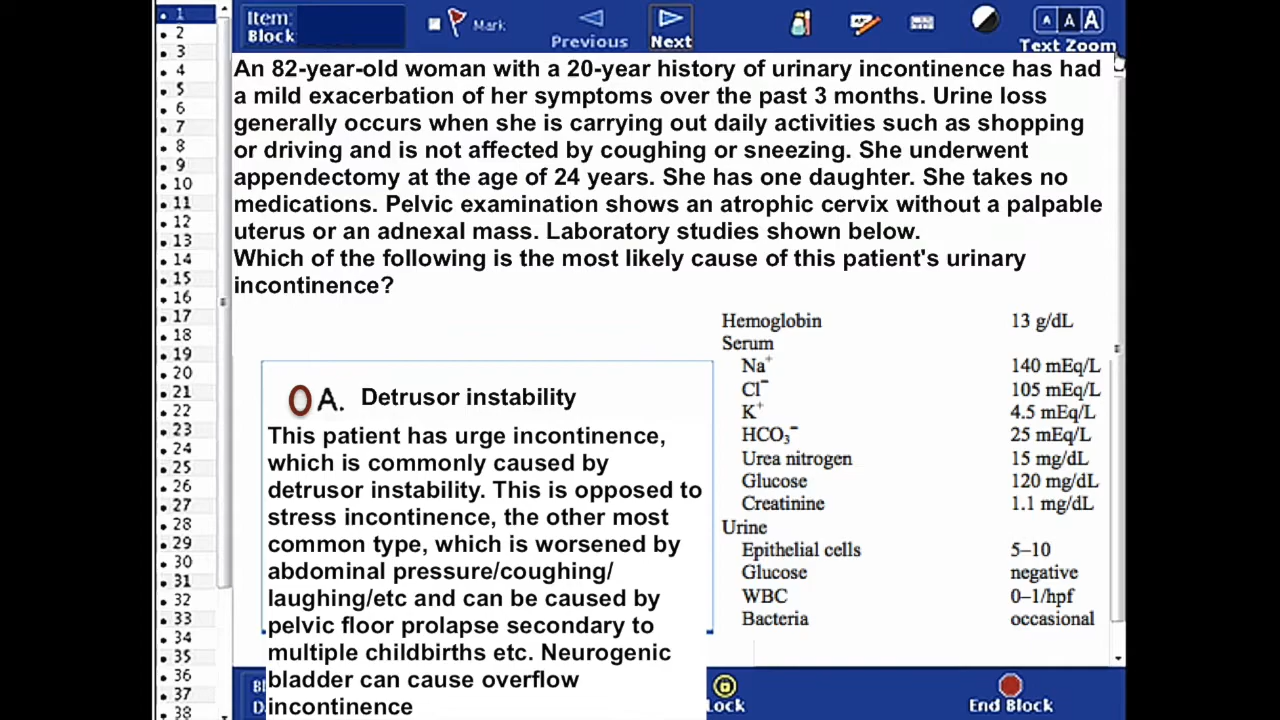 Item:
Block
Mark
Previous
Next
A A A
Text Zoom
1
2
3
4
5
6
7
8
9
10
11
12
13
14
15
16
17
18
19
20
21
22
23
24
25
26
27
28
29
30
31
32
33
34
35
36
37
38
An 82-year-old woman with a 20-year history of urinary incontinence has had
a mild exacerbation of her symptoms over the past 3 months. Urine loss
generally occurs when she is carrying out daily activities such as shopping
or driving and is not affected by coughing or sneezing. She underwent
appendectomy at the age of 24 years. She has one daughter. She takes no
medications. Pelvic examination shows an atrophic cervix without a palpable
uterus or an adnexal mass. Laboratory studies shown below.
Which of the following is the most likely cause of this patient's urinary
incontinence?
A. Detrusor instability
This patient has urge incontinence,
which is commonly caused by
detrusor instability. This is opposed to
stress incontinence, the other most
common type, which is worsened by
abdominal pressure/coughing/
laughing/etc and can be caused by
pelvic floor prolapse secondary to
multiple childbirths etc. Neurogenic
bladder can cause overflow
incontinence
Hemoglobin 13 g/dL
Serum
Na+ 140 mEq/L
Cl− 105 mEq/L
K+ 4.5 mEq/L
HCO3− 25 mEq/L
Urea nitrogen 15 mg/dL
Glucose 120 mg/dL
Creatinine 1.1 mg/dL
Urine
Epithelial cells 5–10
Glucose negative
WBC 0–1/hpf
Bacteria occasional
Lock
End Block